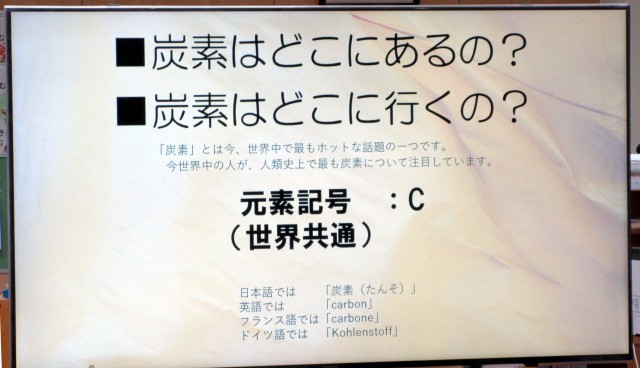 ■炭素はどこにあるの？
■炭素はどこに行くの？
「炭素」とは今、世界中で最もホットな話題の一つです。
今世界中の人が、人類史上で最も炭素について注目しています。
元素記号　：C
（世界共通）
日本語では　「炭素（たんそ）」
英語では　「carbon」
フランス語では「carbone」
ドイツ語では　「Kohlenstoff」